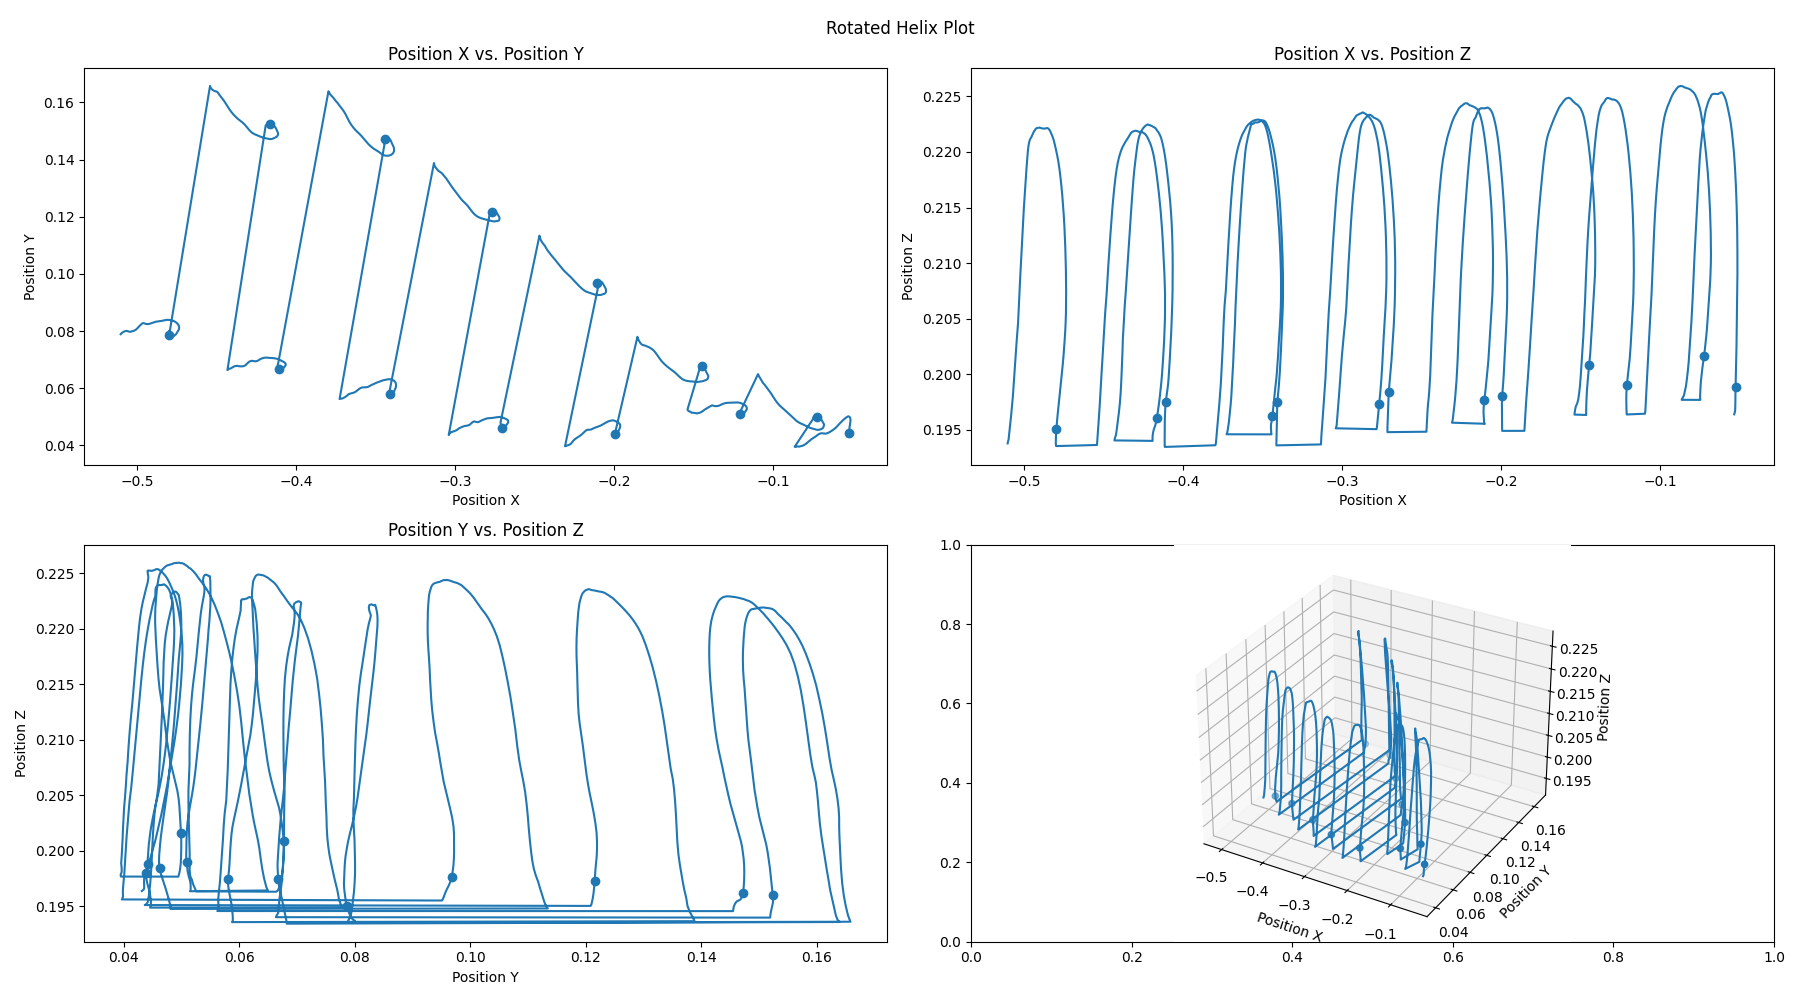 Rotated Helix Plot
Position X vs. Position Y
Position Y
0.16
0.14
0.12
0.10
0.08
0.06
0.04
−0.5 −0.4 −0.3 −0.2 −0.1
Position X
Position X vs. Position Z
Position Z
0.225
0.220
0.215
0.210
0.205
0.200
0.195
−0.5 −0.4 −0.3 −0.2 −0.1
Position X
Position Y vs. Position Z
Position Z
0.225
0.220
0.215
0.210
0.205
0.200
0.195
0.04 0.06 0.08 0.10 0.12 0.14 0.16
Position Y
1.0
0.8
0.6
0.4
0.2
0.0
0.0 0.2 0.4 0.6 0.8 1.0
−0.5
−0.4
−0.3
−0.2
−0.1
Position X
0.04
0.06
0.08
0.10
0.12
0.14
0.16
Position Y
0.225
0.220
0.215
0.210
0.205
0.200
0.195
Position Z